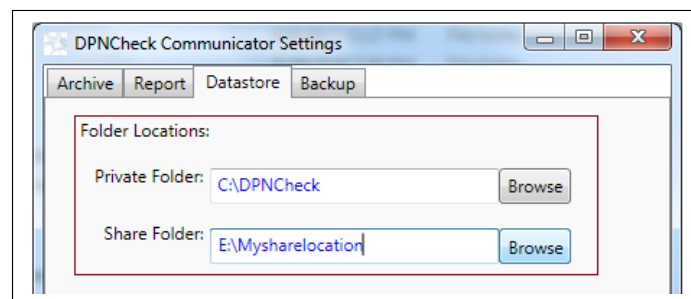 DPNCheck Communicator Settings
Archive Report Datastore Backup
Folder Locations:
Private Folder: C:\DPNCheck Browse
Share Folder: E:\Mysharelocation Browse